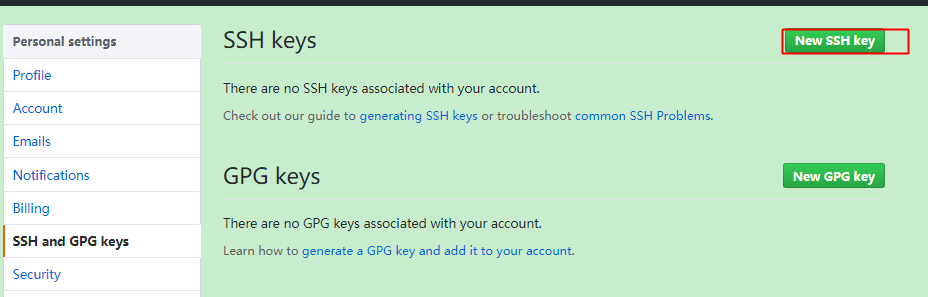 Personal settings
Profile
Account
Emails
Notifications
Billing
SSH and GPG keys
Security
SSH keys
New SSH key
There are no SSH keys associated with your account.
Check out our guide to generating SSH keys or troubleshoot common SSH Problems.
GPG keys
New GPG key
There are no GPG keys associated with your account.
Learn how to generate a GPG key and add it to your account.